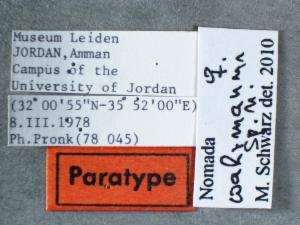 Museum Leiden
JORDAN,Amman
Campus of the
University of Jordan
(32° 00'55"N-35° 52'00"E)
8.III.1978
Ph.Pronk(78 045)
Paratype
♀.
Nomada
sp. n.
M. Schwarz det. 2010